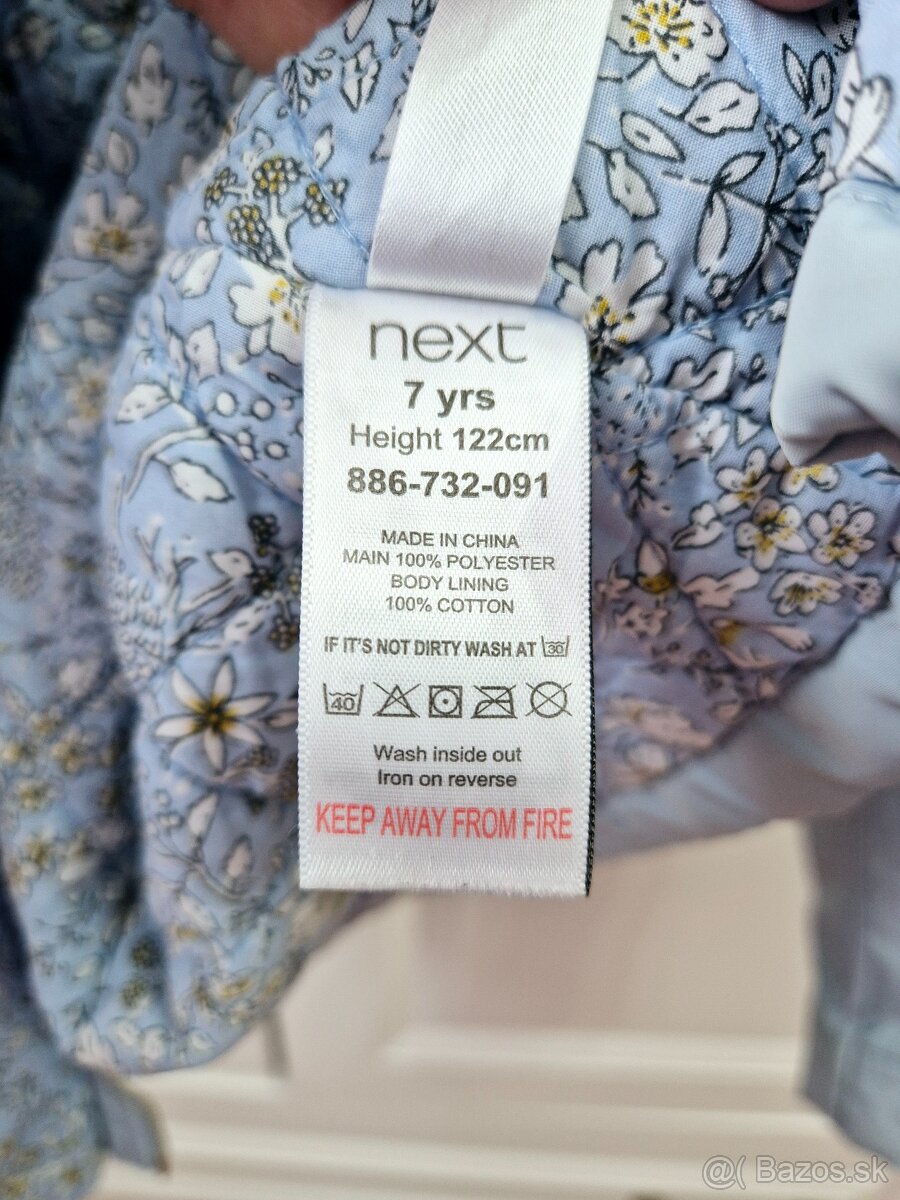 next
7 yrs
Height 122cm
886-732-091
MADE IN CHINA
MAIN 100% POLYESTER
BODY LINING
100% COTTON
IF IT'S NOT DIRTY WASH AT 30
40
Wash inside out
Iron on reverse
KEEP AWAY FROM FIRE
@( Bazos.sk